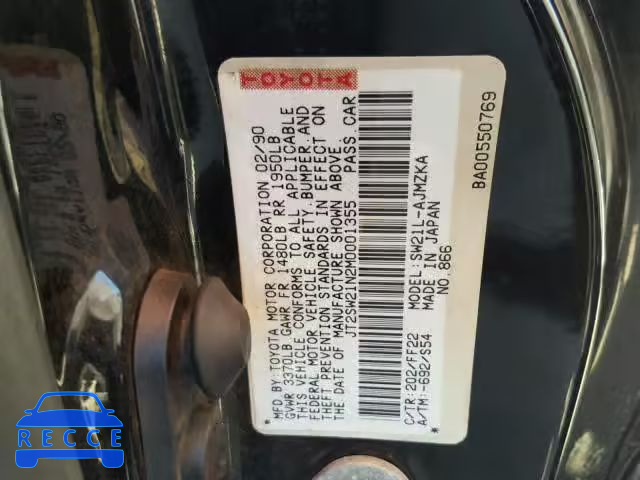 TOYOTA
MFD BY TOYOTA MOTOR CORPORATION 02/90
GVWR 3370LB GAWR FR 1480LB RR 1950LB
THIS VEHICLE CONFORMS TO ALL APPLICABLE
FEDERAL MOTOR VEHICLE SAFETY, BUMPER, AND
THEFT PREVENTION STANDARDS IN EFFECT ON
THE DATE OF MANUFACTURE SHOWN ABOVE.
* JT2SW21N2M0001355 PASS. CAR *
C/TR: 202/FF22 MODEL: SW21L-AJMZKA
A/TM: -692/S54 MADE IN JAPAN
NO. 866
BA00550769
RECCE